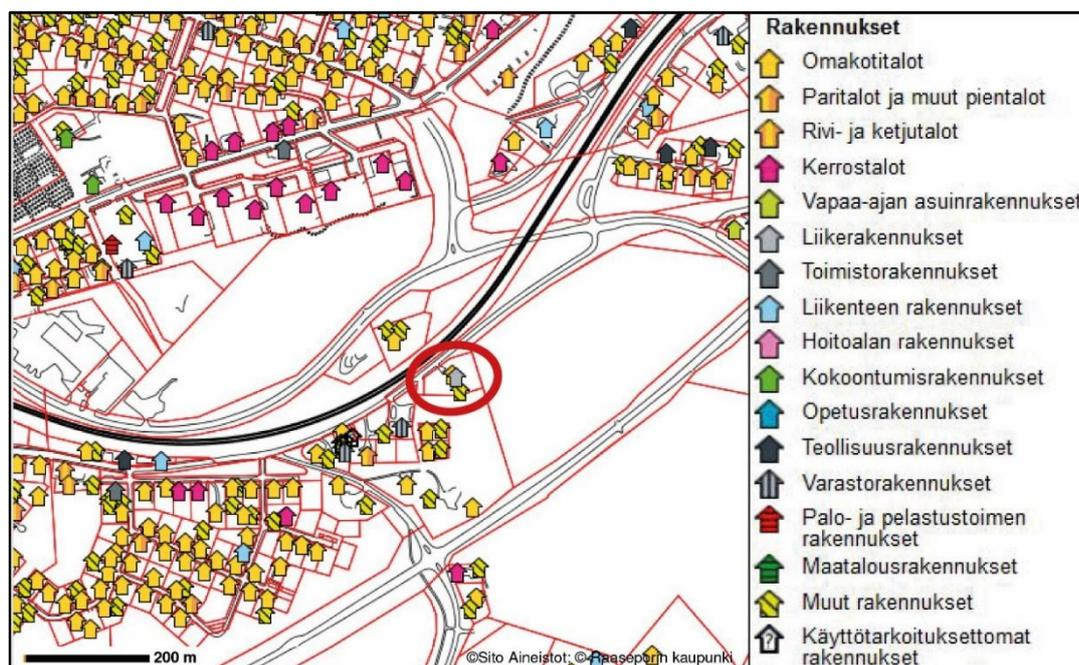 Rakennukset
Omakotitalot
Paritalot ja muut pientalot
Rivi- ja ketjutalot
Kerrostalot
Vapaa-ajan asuinrakennukset
Liikerakennukset
Toimistorakennukset
Liikenteen rakennukset
Hoitoalan rakennukset
Kokoontumisrakennukset
Opetusrakennukset
Teollisuusrakennukset
Varastorakennukset
Palo- ja pelastustoimen
rakennukset
Maatalousrakennukset
Muut rakennukset
?
Käyttötarkoituksettomat
rakennukset
200 m
©Sito Aineistot; © Raaseporin kaupunki